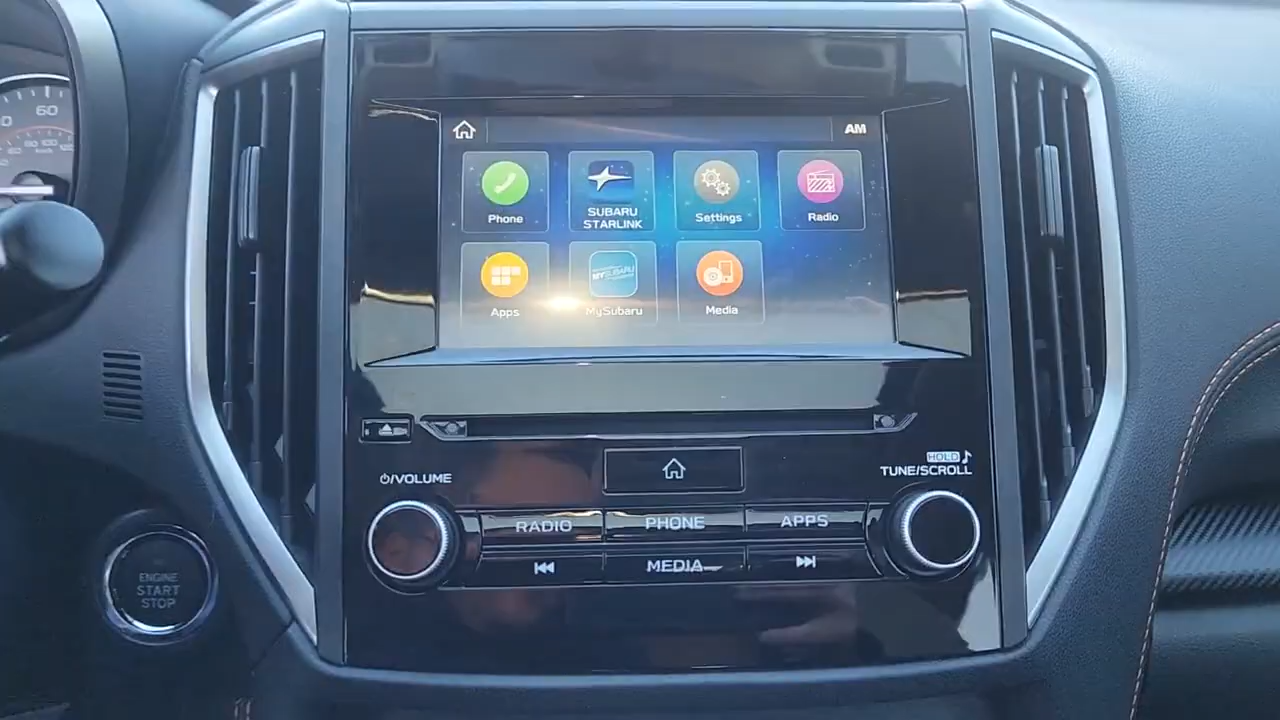 60
AM
Phone
SUBARU
STARLINK
Settings
Radio
Apps
MySubaru
Media
MYSUBARU
HOLD
TUNE/SCROLL
/VOLUME
RADIO
PHONE
APPS
MEDIA
ENGINE
START
STOP